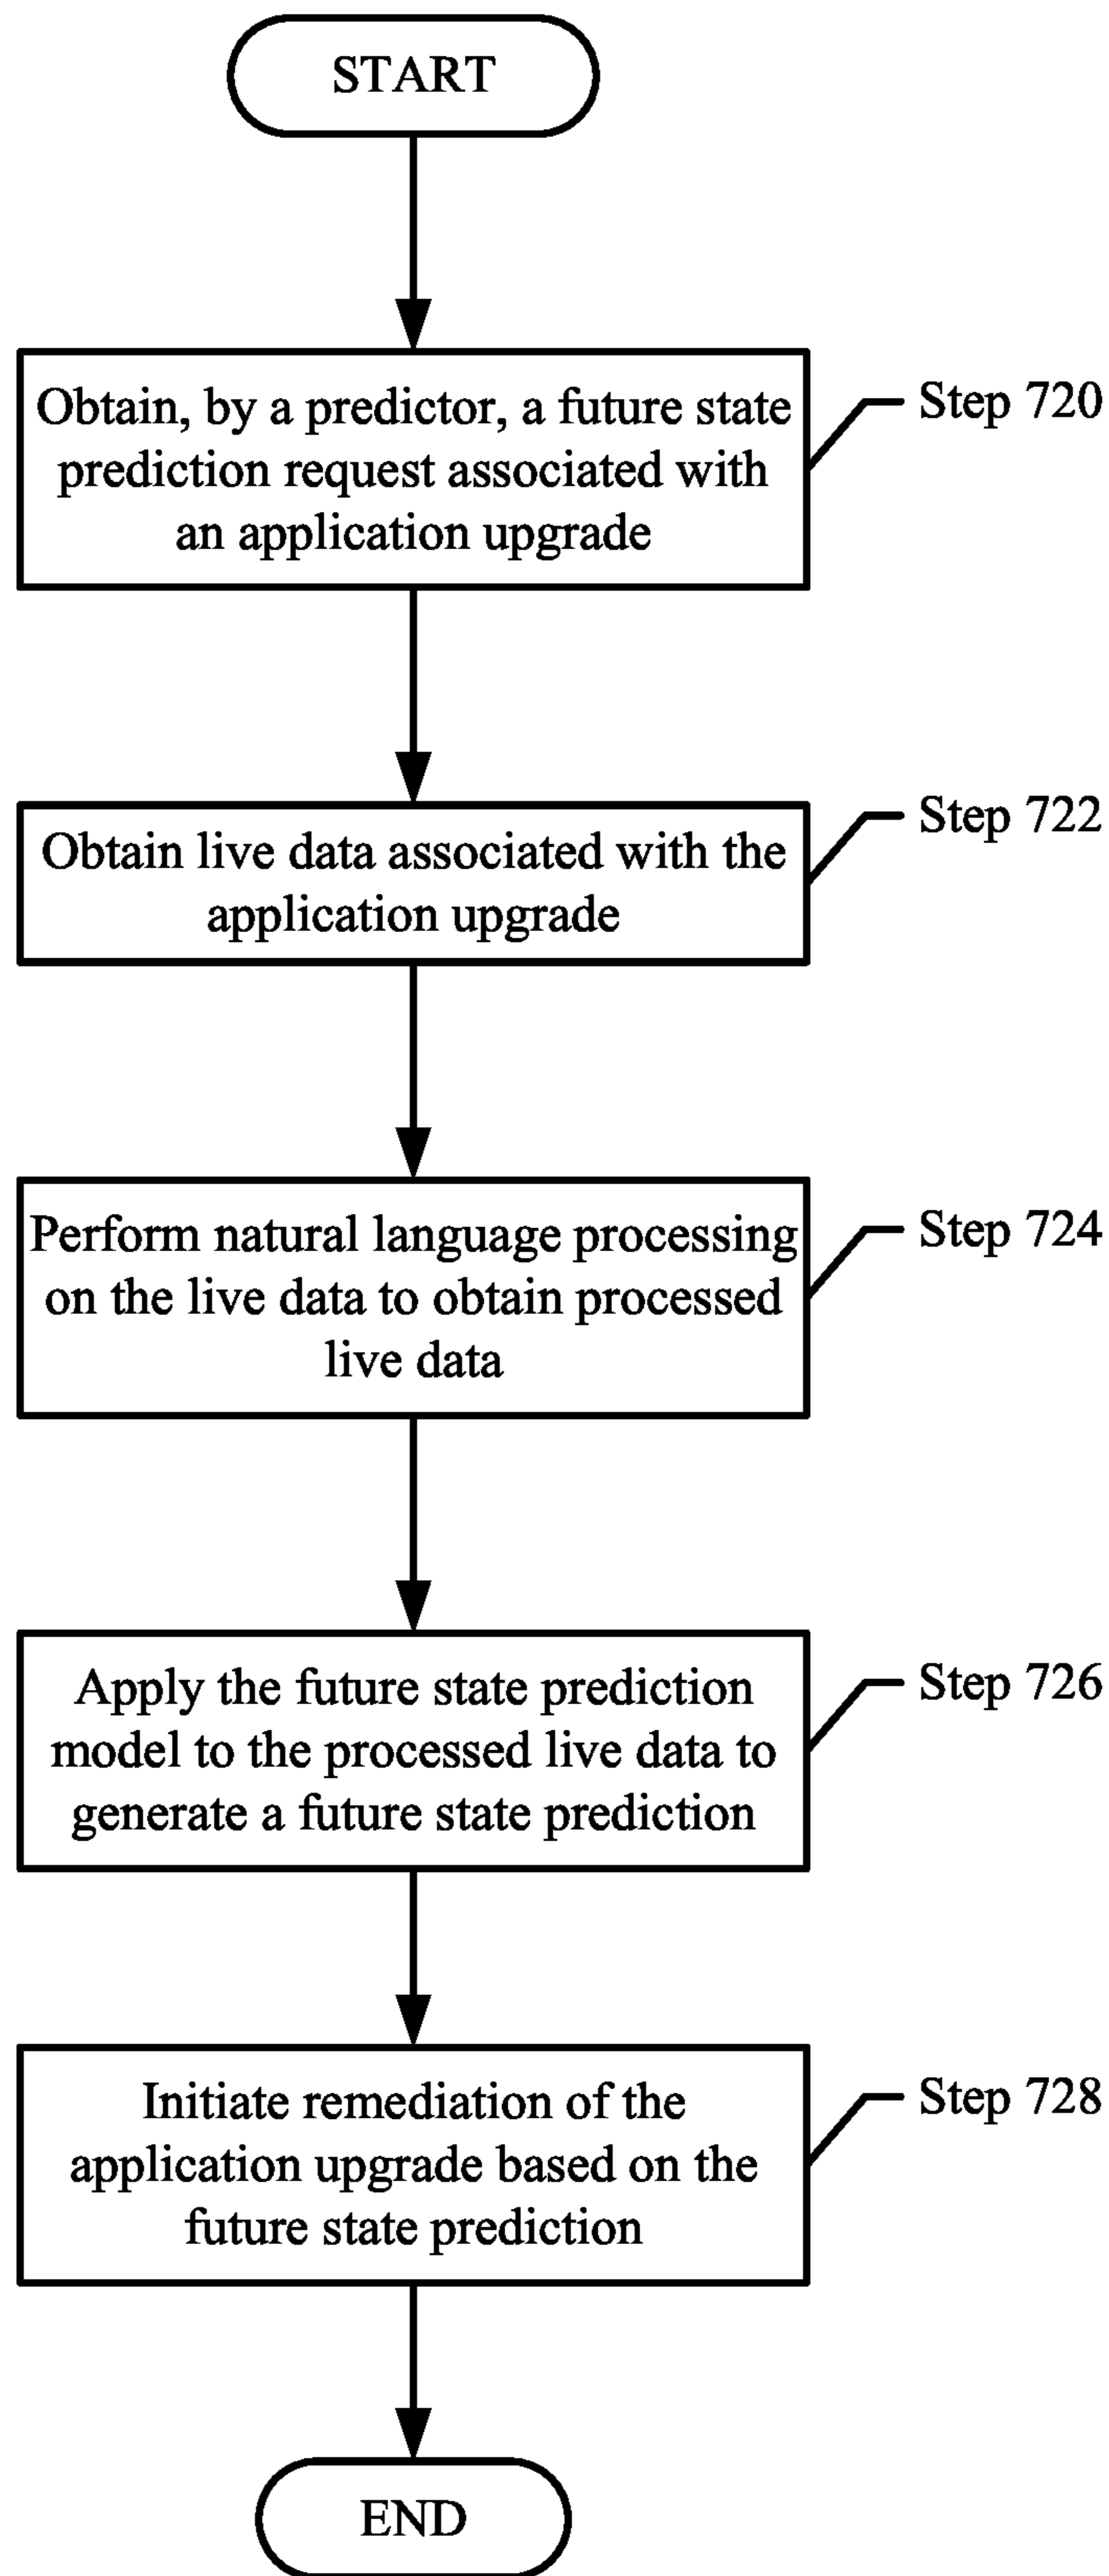 START
Obtain, by a predictor, a future state
prediction request associated with
an application upgrade
Step 720
Obtain live data associated with the
application upgrade
Step 722
Perform natural language processing
on the live data to obtain processed
live data
Step 724
Apply the future state prediction
model to the processed live data to
generate a future state prediction
Step 726
Initiate remediation of the
application upgrade based on the
future state prediction
Step 728
END